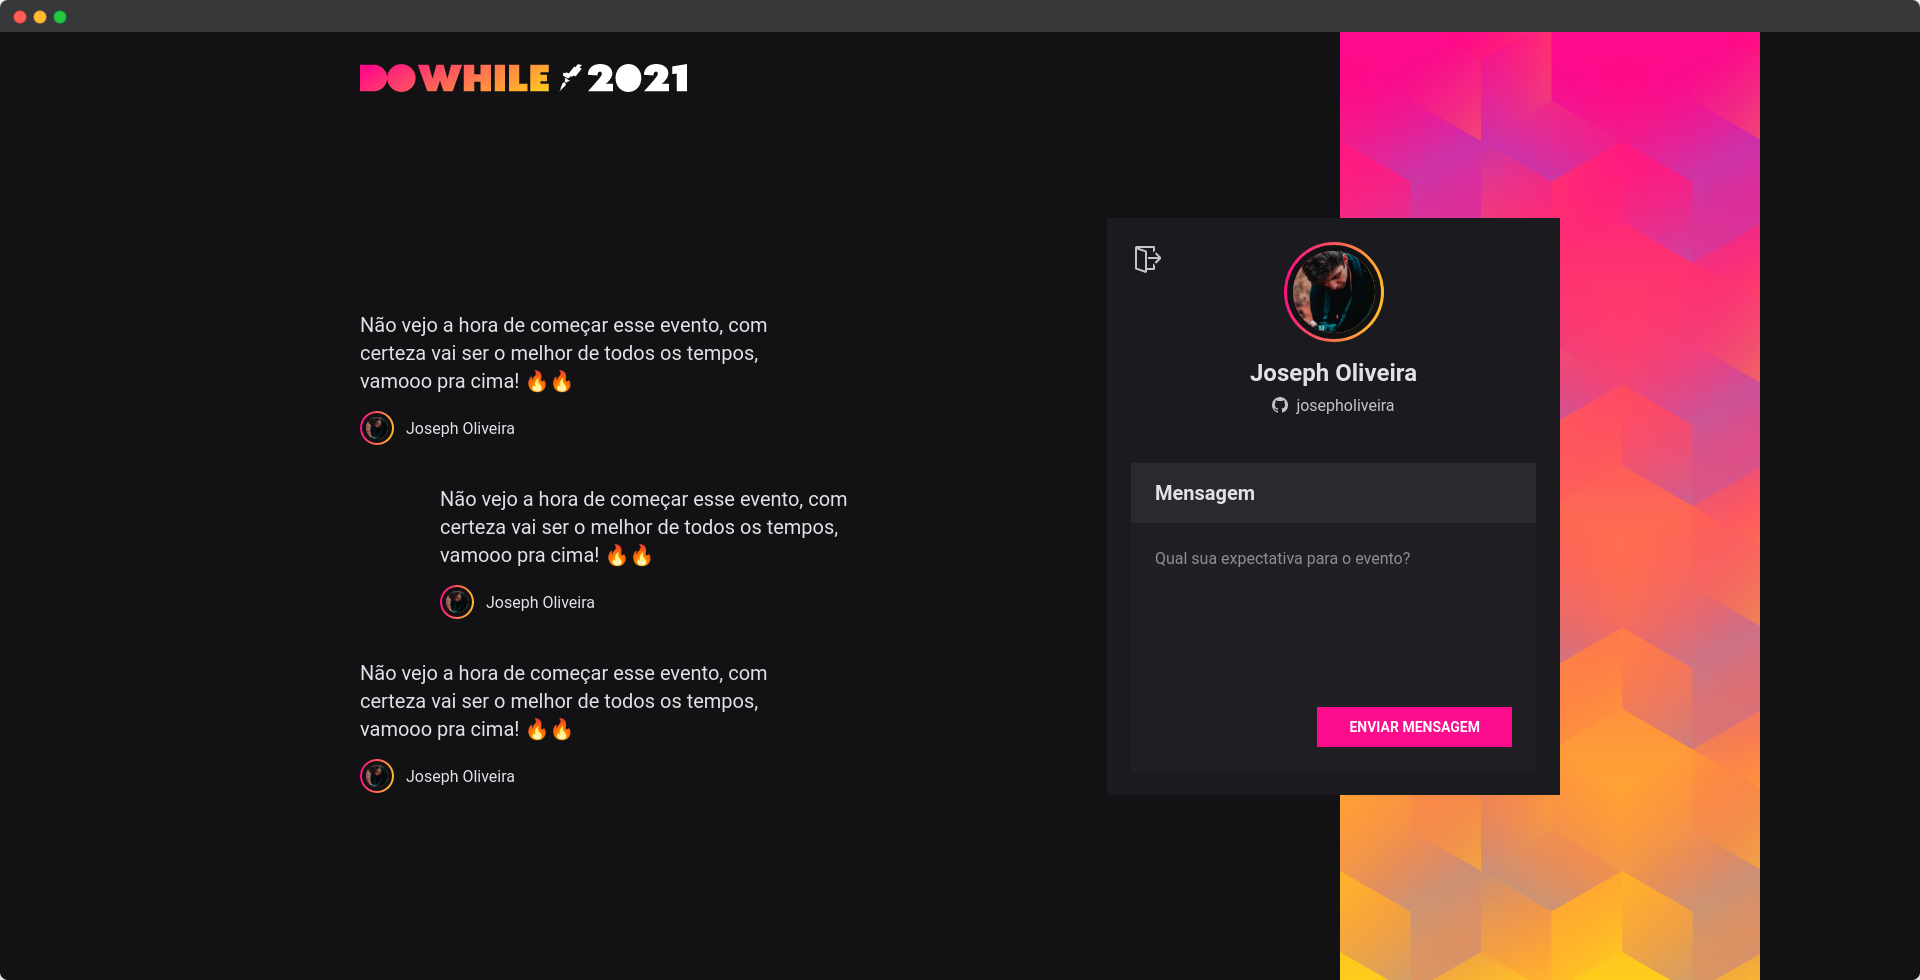 DOWHILE 2021
Não vejo a hora de começar esse evento, com
certeza vai ser o melhor de todos os tempos,
vamooo pra cima! 🔥🔥
Joseph Oliveira
Não vejo a hora de começar esse evento, com
certeza vai ser o melhor de todos os tempos,
vamooo pra cima! 🔥🔥
Joseph Oliveira
Não vejo a hora de começar esse evento, com
certeza vai ser o melhor de todos os tempos,
vamooo pra cima! 🔥🔥
Joseph Oliveira
Joseph Oliveira
josepholiveira
Mensagem
Qual sua expectativa para o evento?
ENVIAR MENSAGEM